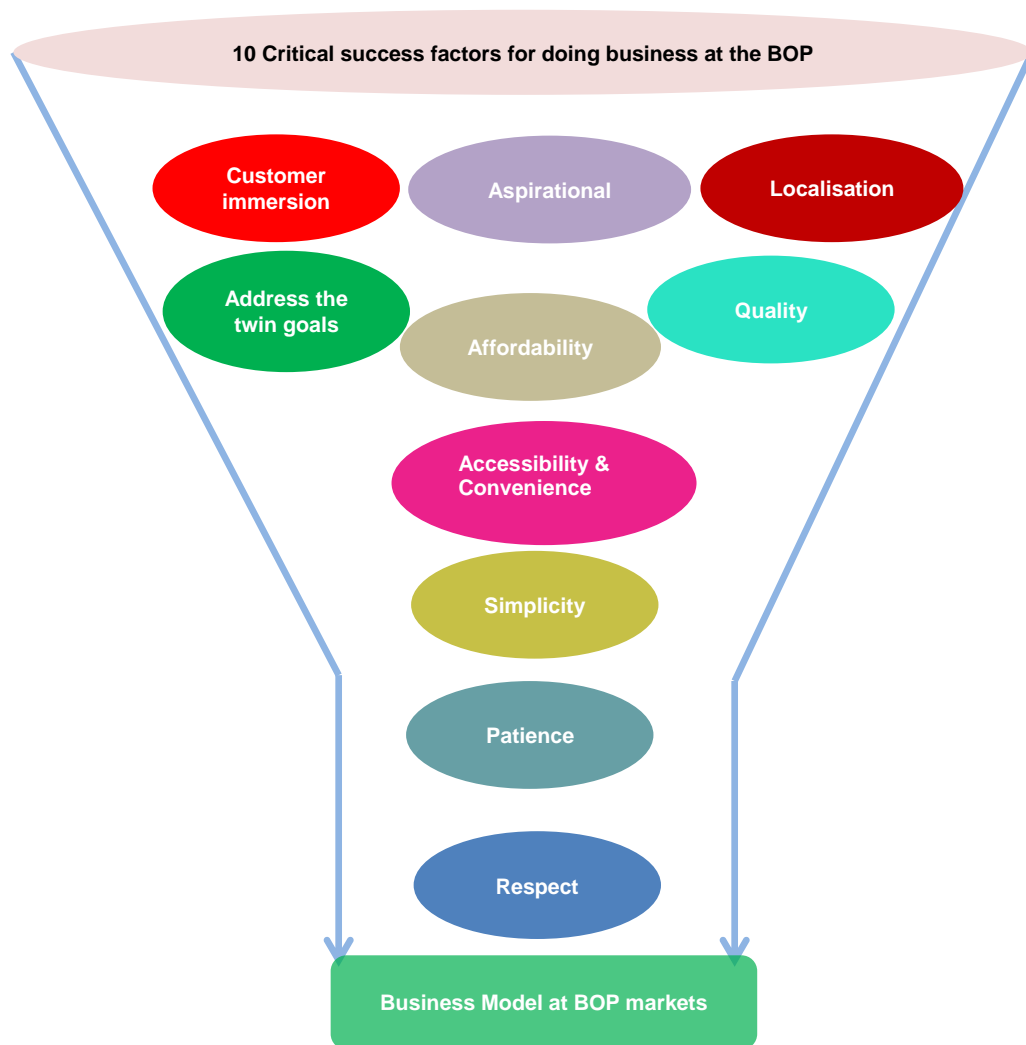 10 Critical success factors for doing business at the BOP
Customer
immersion
Aspirational
Localisation
Address the
twin goals
Affordability
Quality
Accessibility &
Convenience
Simplicity
Patience
Respect
Business Model at BOP markets